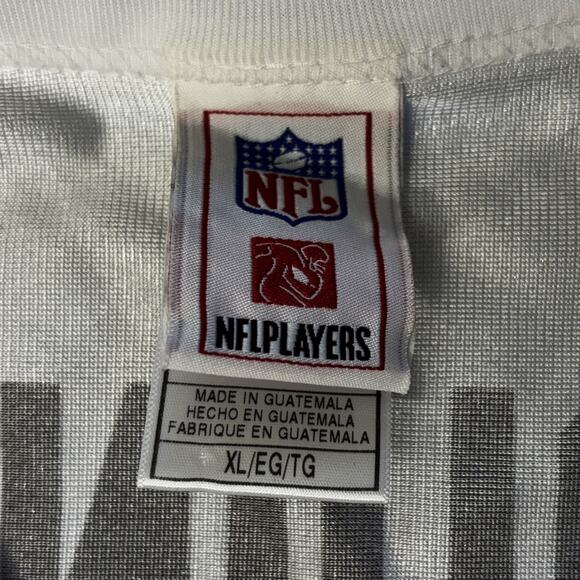 NFL
NFLPLAYERS
MADE IN GUATEMALA
HECHO EN GUATEMALA
FABRIQUE EN GUATEMALA
XL/EG/TG